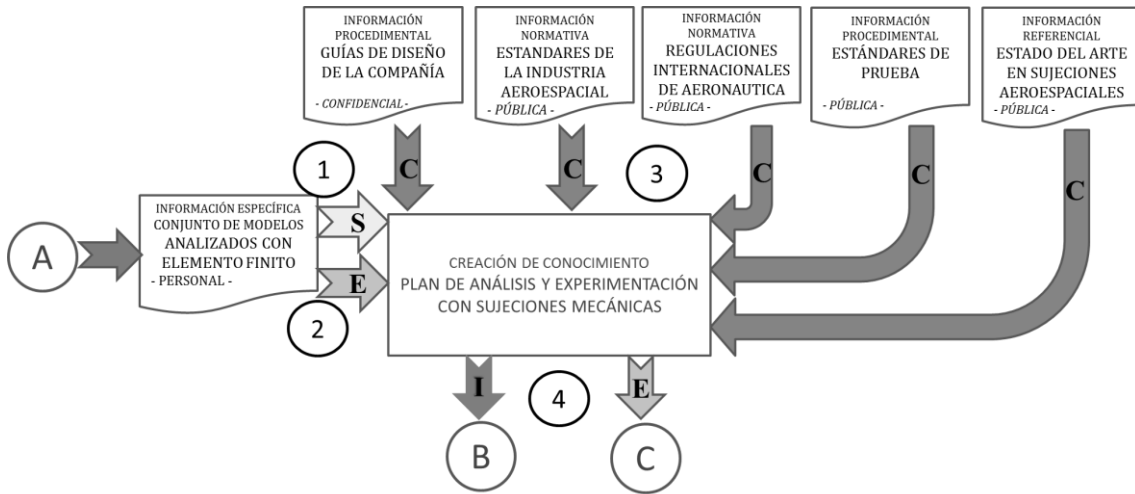 INFORMACIÓN
PROCEDIMENTAL
GUÍAS DE DISEÑO
DE LA COMPAÑÍA
- CONFIDENCIAL -
INFORMACIÓN
NORMATIVA
ESTANDARES DE
LA INDUSTRIA
AEROESPACIAL
- PÚBLICA -
INFORMACIÓN
NORMATIVA
REGULACIONES
INTERNACIONALES
DE AERONAUTICA
- PÚBLICA -
INFORMACIÓN
PROCEDIMENTAL
ESTÁNDARES DE
PRUEBA
- PÚBLICA -
INFORMACIÓN
REFERENCIAL
ESTADO DEL ARTE
EN SUJECIONES
AEROESPACIALES
- PÚBLICA -
C
C
C
C
C
1
3
A
INFORMACIÓN ESPECÍFICA
CONJUNTO DE MODELOS
ANALIZADOS CON
ELEMENTO FINITO
- PERSONAL -
S
E
2
CREACIÓN DE CONOCIMIENTO
PLAN DE ANÁLISIS Y EXPERIMENTACIÓN
CON SUJECIONES MECÁNICAS
I
4
E
B
C